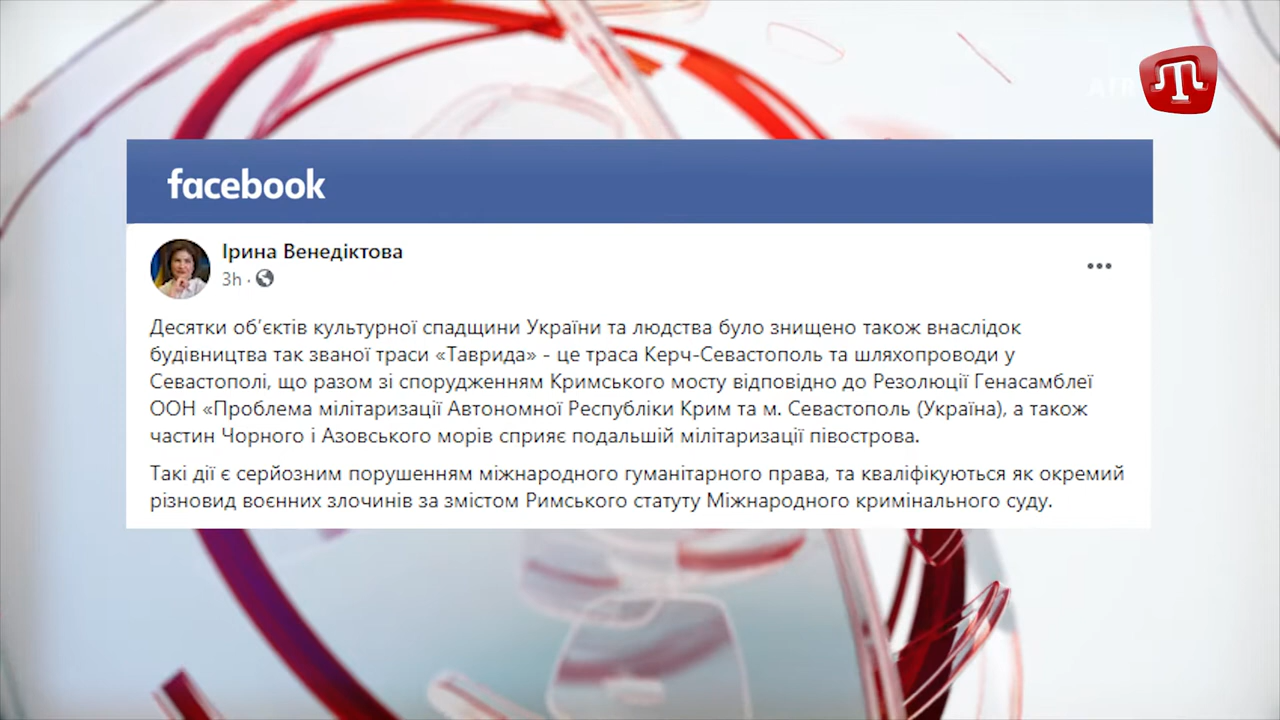 facebook
Ірина Венедіктова
3h ·
Десятки об’єктів культурної спадщини України та людства було знищено також внаслідок
будівництва так званої траси «Таврида» - це траса Керч-Севастополь та шляхопроводи у
Севастополі, що разом зі спорудженням Кримського мосту відповідно до Резолюції Генасамблеї
ООН «Проблема мілітаризації Автономної Республіки Крим та м. Севастополь (Україна), а також
частин Чорного і Азовського морів сприяє подальшій мілітаризації півострова.
Такі дії є серйозним порушенням міжнародного гуманітарного права, та кваліфікуються як окремий
різновид воєнних злочинів за змістом Римського статуту Міжнародного кримінального суду.